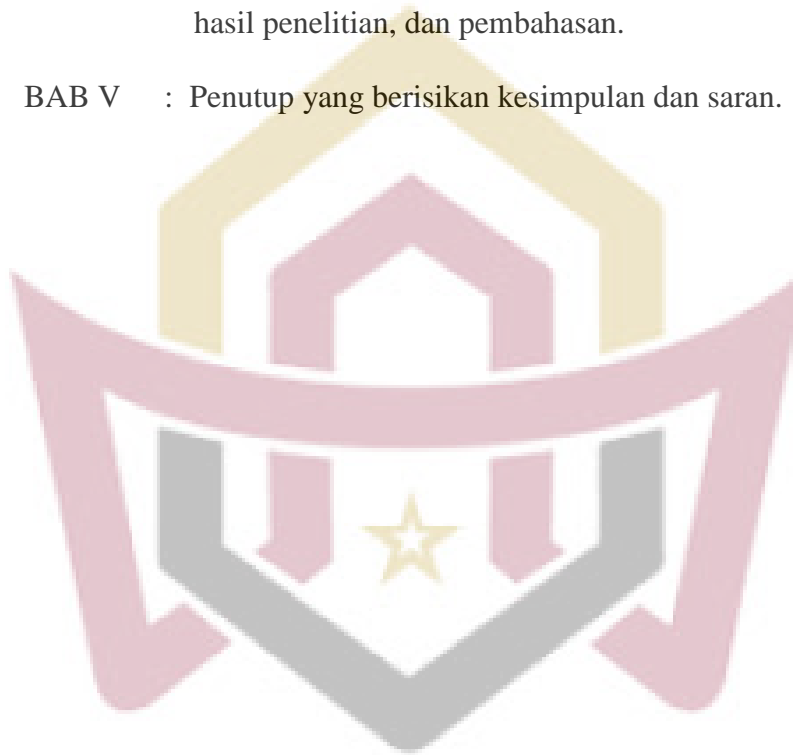 hasil penelitian, dan pembahasan.
BAB V : Penutup yang berisikan kesimpulan dan saran.